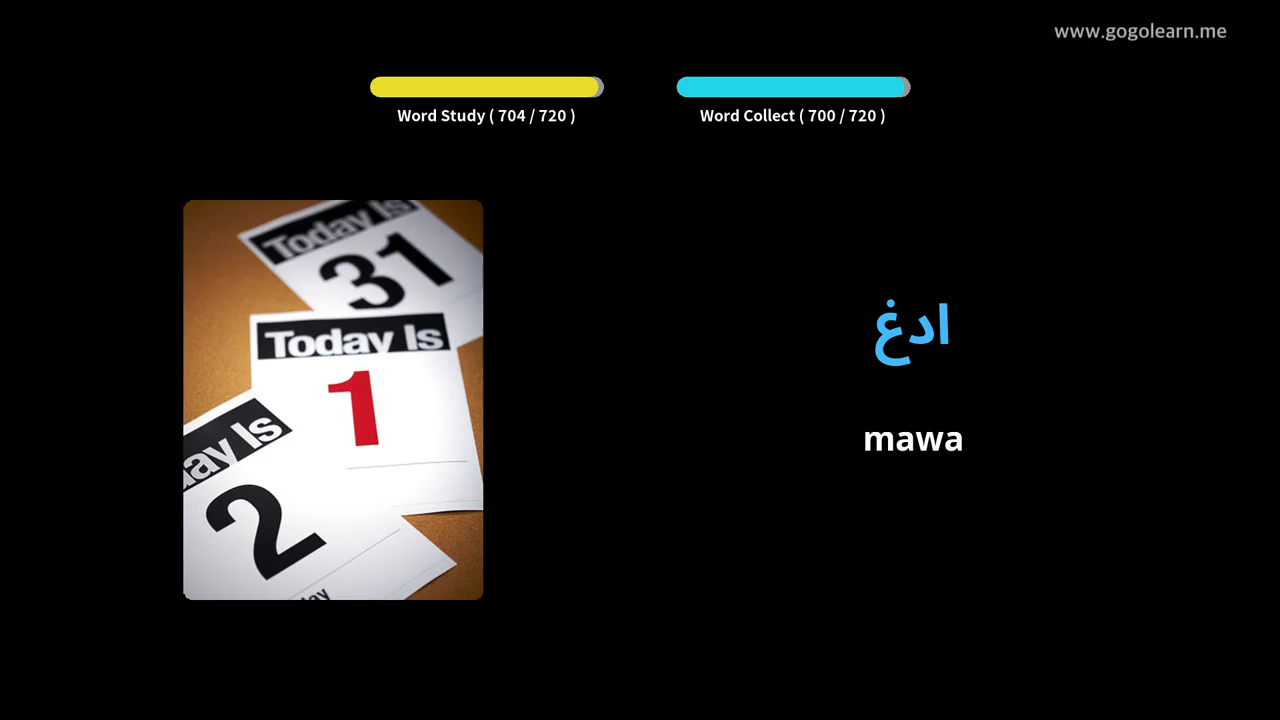 www.gogolearn.me
Word Study ( 704 / 720 )
Word Collect ( 700 / 720 )
Today Is
31
Today Is
1
ay Is
2
ادغ
mawa